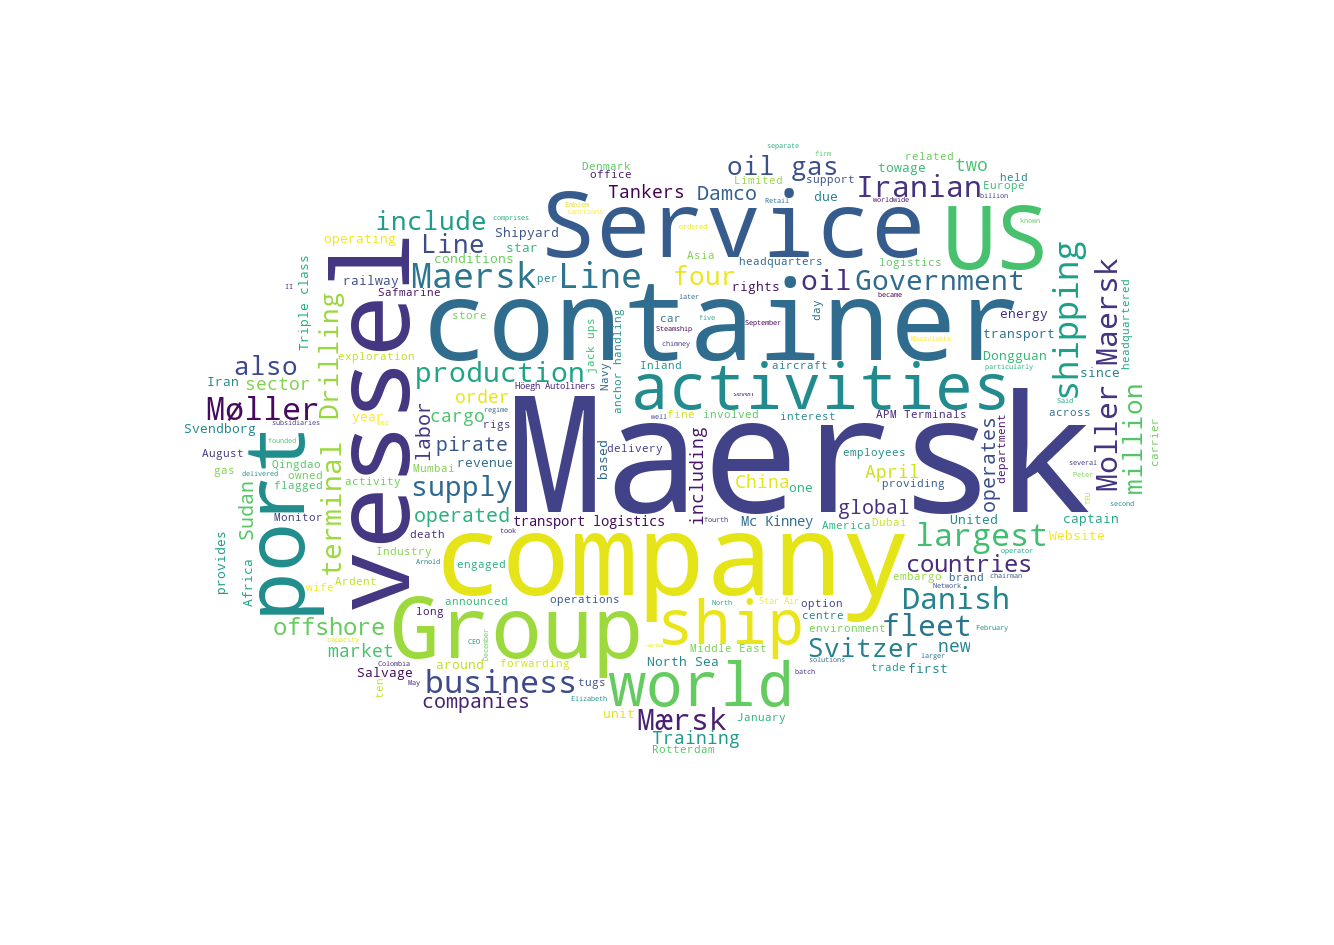 separate
firm
Denmark
office
oil gas
related
towage
two
Limited
support
Iranian
held
Europe
Tankers
Damco
due
billion
worldwide
Retail
Emblem
sanctions
include
comprises
Service
US
known
ordered
operating
Line
Shipyard
star
conditions
Asia
headquarters
logistics
shipping
Maersk Line
per
four
rights
oil
Government
railway
Safmarine
II
Triple class
vessel
store
container
later
became
day
energy
car
five
September
Steamship
chimney
transport
Drilling
exploration
jack ups
Dongguan
particularly
since
headquartered
Moller Maersk
also
Iran
sector
production
Inland
aircraft
Navy
anchor handling
activities
Said
across
million
carrier
Møller
subsidiaries
Höegh Autoliners
order
regime
seven
interest
APM Terminals
year
etc
cargo
rigs
well
fine
involved
Svendborg
founded
port
labor
pirate
Maersk
based
delivery
employees
operates
department
several
August
gas
Qingdao
delivered
owned
flagged
Mumbai
revenue
activity
supply
including
China
one
April
providing
Peter
TEU
second
Sudan
Monitor
terminal
operated
transport logistics
fourth
Mc Kinney
global
America
Dubai
United
largest
captain
Website
death
took
provides
Africa
Industry
Arnold
engaged
company
operator
countries
wife
Ardent
embargo
brand
chairman
Network
announced
long
operations
North
Star Air
option
centre
Danish
offshore
capacity
market
Group
ship
environment
fleet
February
CEO
December
Middle East
Svitzer
new
larger
Colombia
Salvage
around
forwarding
North Sea
solutions
trade
first
May
ten
business
tugs
batch
companies
Elizabeth
world
unit
Mærsk
January
Training
Rotterdam